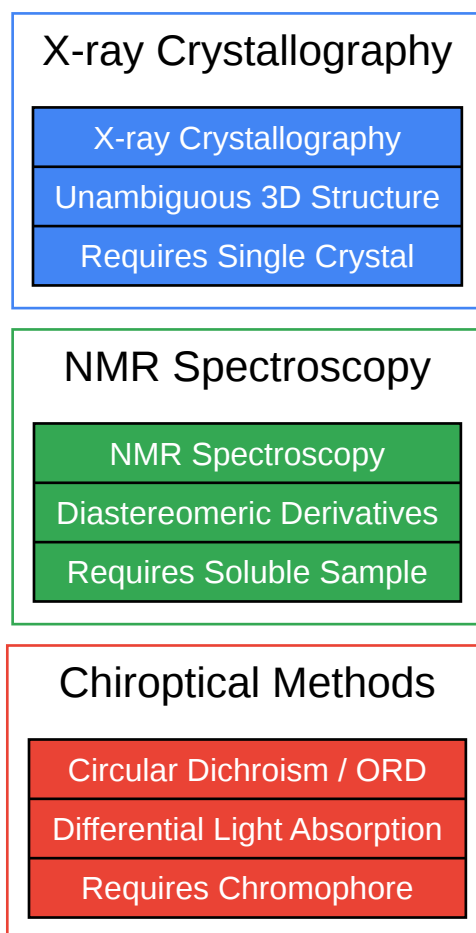 X-ray Crystallography
X-ray Crystallography
Unambiguous 3D Structure
Requires Single Crystal
NMR Spectroscopy
NMR Spectroscopy
Diastereomeric Derivatives
Requires Soluble Sample
Chiroptical Methods
Circular Dichroism / ORD
Differential Light Absorption
Requires Chromophore